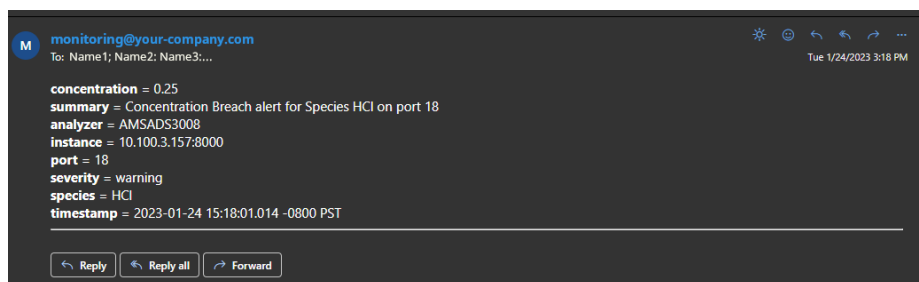 M
monitoring@your-company.com
To: Name1; Name2: Name3:...
Tue 1/24/2023 3:18 PM
concentration = 0.25
summary = Concentration Breach alert for Species HCl on port 18
analyzer = AMSADS3008
instance = 10.100.3.157:8000
port = 18
severity = warning
species = HCl
timestamp = 2023-01-24 15:18:01.014 -0800 PST
Reply
Reply all
Forward